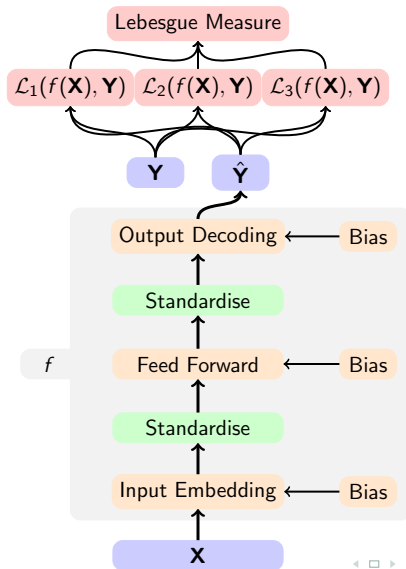 Lebesgue Measure
ℒ₁(f(𝐗), 𝐘) ℒ₂(f(𝐗), 𝐘) ℒ₃(f(𝐗), 𝐘)
𝐘 𝐘̂
Output Decoding Bias
Standardise
f Feed Forward Bias
Standardise
Input Embedding Bias
𝐗